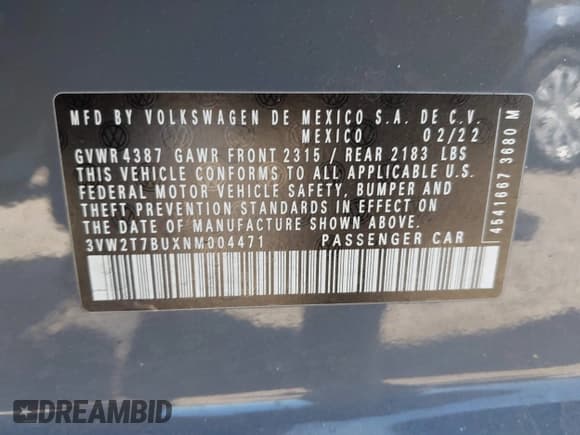 MFD BY VOLKSWAGEN DE MEXICO S.A. DE C.V.
MEXICO 02/22
GVWR 4387 GAWR FRONT 2315 / REAR 2183 LBS
THIS VEHICLE CONFORMS TO ALL APPLICABLE U.S.
FEDERAL MOTOR VEHICLE SAFETY, BUMPER AND
THEFT PREVENTION STANDARDS IN EFFECT ON
THE DATE OF MANUFACTURE SHOWN ABOVE.
3VW2T7BUXNM004471 PASSENGER CAR
4641667 3680 M
DREAMBID